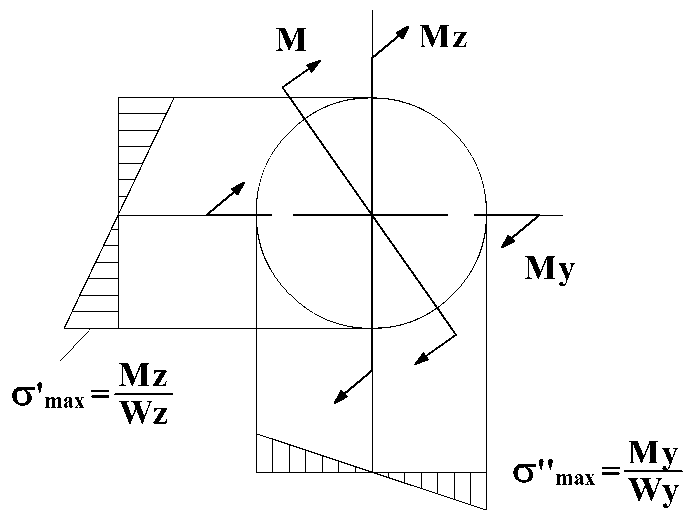 M
Mz
My
σ'max = Mz/Wz
σ''max = My/Wy